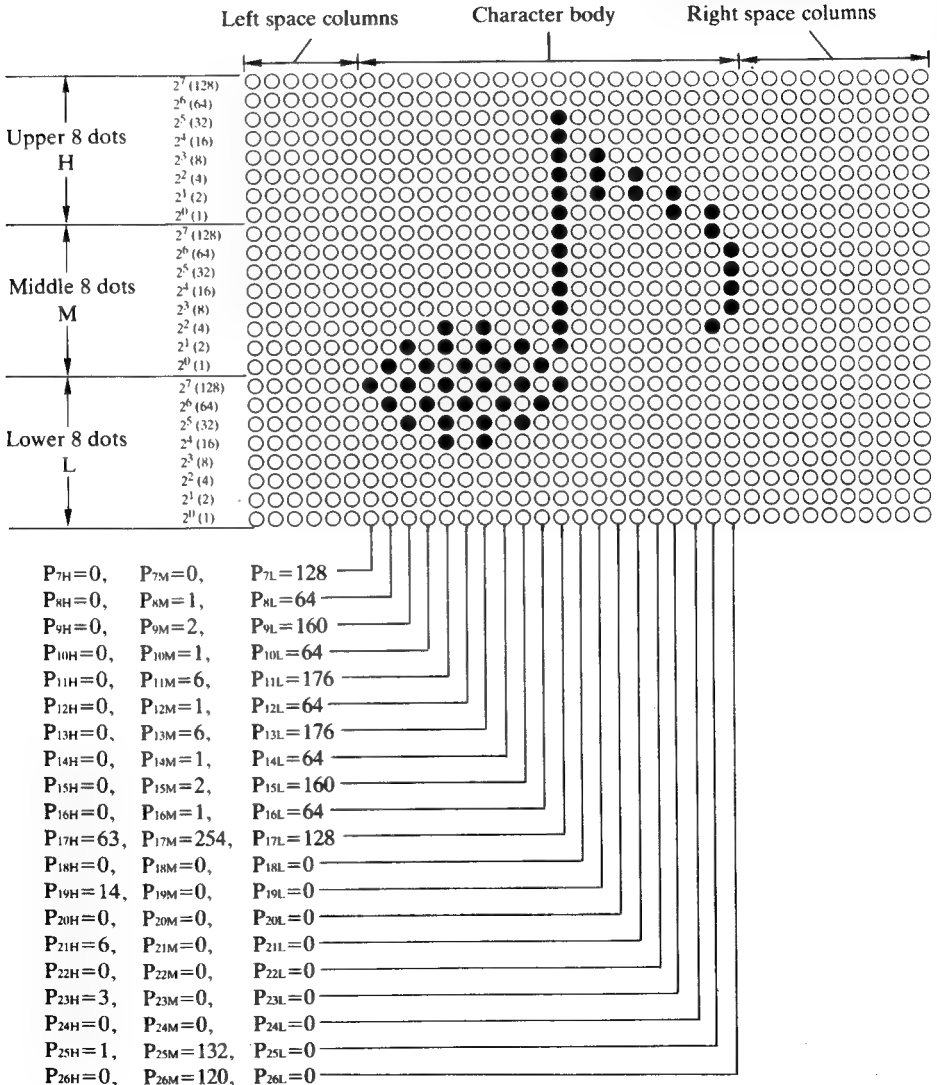 Left space columns Character body Right space columns
2⁷ (128)
2⁶ (64)
2⁵ (32)
2⁴ (16)
2³ (8)
2² (4)
2¹ (2)
2⁰ (1)
Upper 8 dots
H
2⁷ (128)
2⁶ (64)
2⁵ (32)
2⁴ (16)
2³ (8)
2² (4)
2¹ (2)
2⁰ (1)
Middle 8 dots
M
2⁷ (128)
2⁶ (64)
2⁵ (32)
2⁴ (16)
2³ (8)
2² (4)
2¹ (2)
2⁰ (1)
Lower 8 dots
L
P7H=0, P7M=0, P7L=128
P8H=0, P8M=1, P8L=64
P9H=0, P9M=2, P9L=160
P10H=0, P10M=1, P10L=64
P11H=0, P11M=6, P11L=176
P12H=0, P12M=1, P12L=64
P13H=0, P13M=6, P13L=176
P14H=0, P14M=1, P14L=64
P15H=0, P15M=2, P15L=160
P16H=0, P16M=1, P16L=64
P17H=63, P17M=254, P17L=128
P18H=0, P18M=0, P18L=0
P19H=14, P19M=0, P19L=0
P20H=0, P20M=0, P20L=0
P21H=6, P21M=0, P21L=0
P22H=0, P22M=0, P22L=0
P23H=3, P23M=0, P23L=0
P24H=0, P24M=0, P24L=0
P25H=1, P25M=132, P25L=0
P26H=0, P26M=120, P26L=0